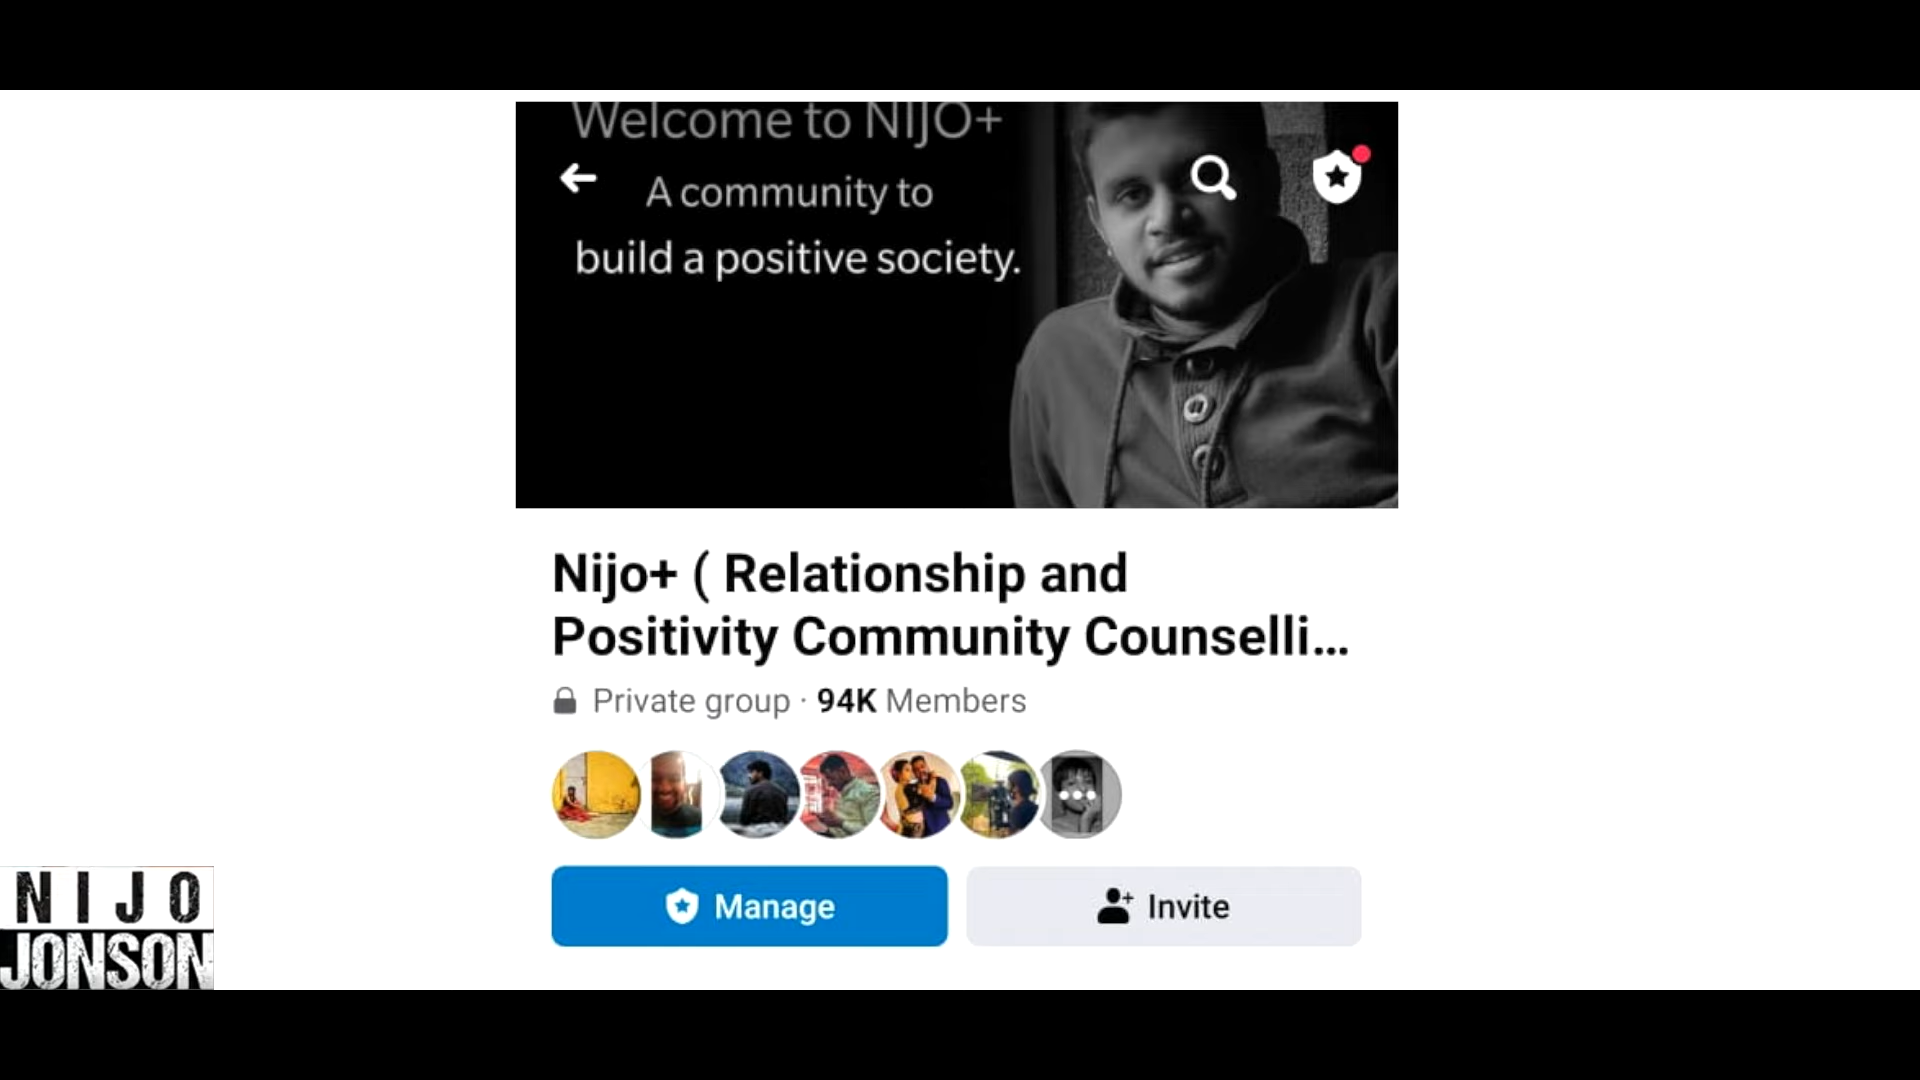 Welcome to NIJO+
A community to
build a positive society.
Nijo+ ( Relationship and
Positivity Community Counselli...
Private group · 94K Members
Manage
Invite
NIJO
JONSON